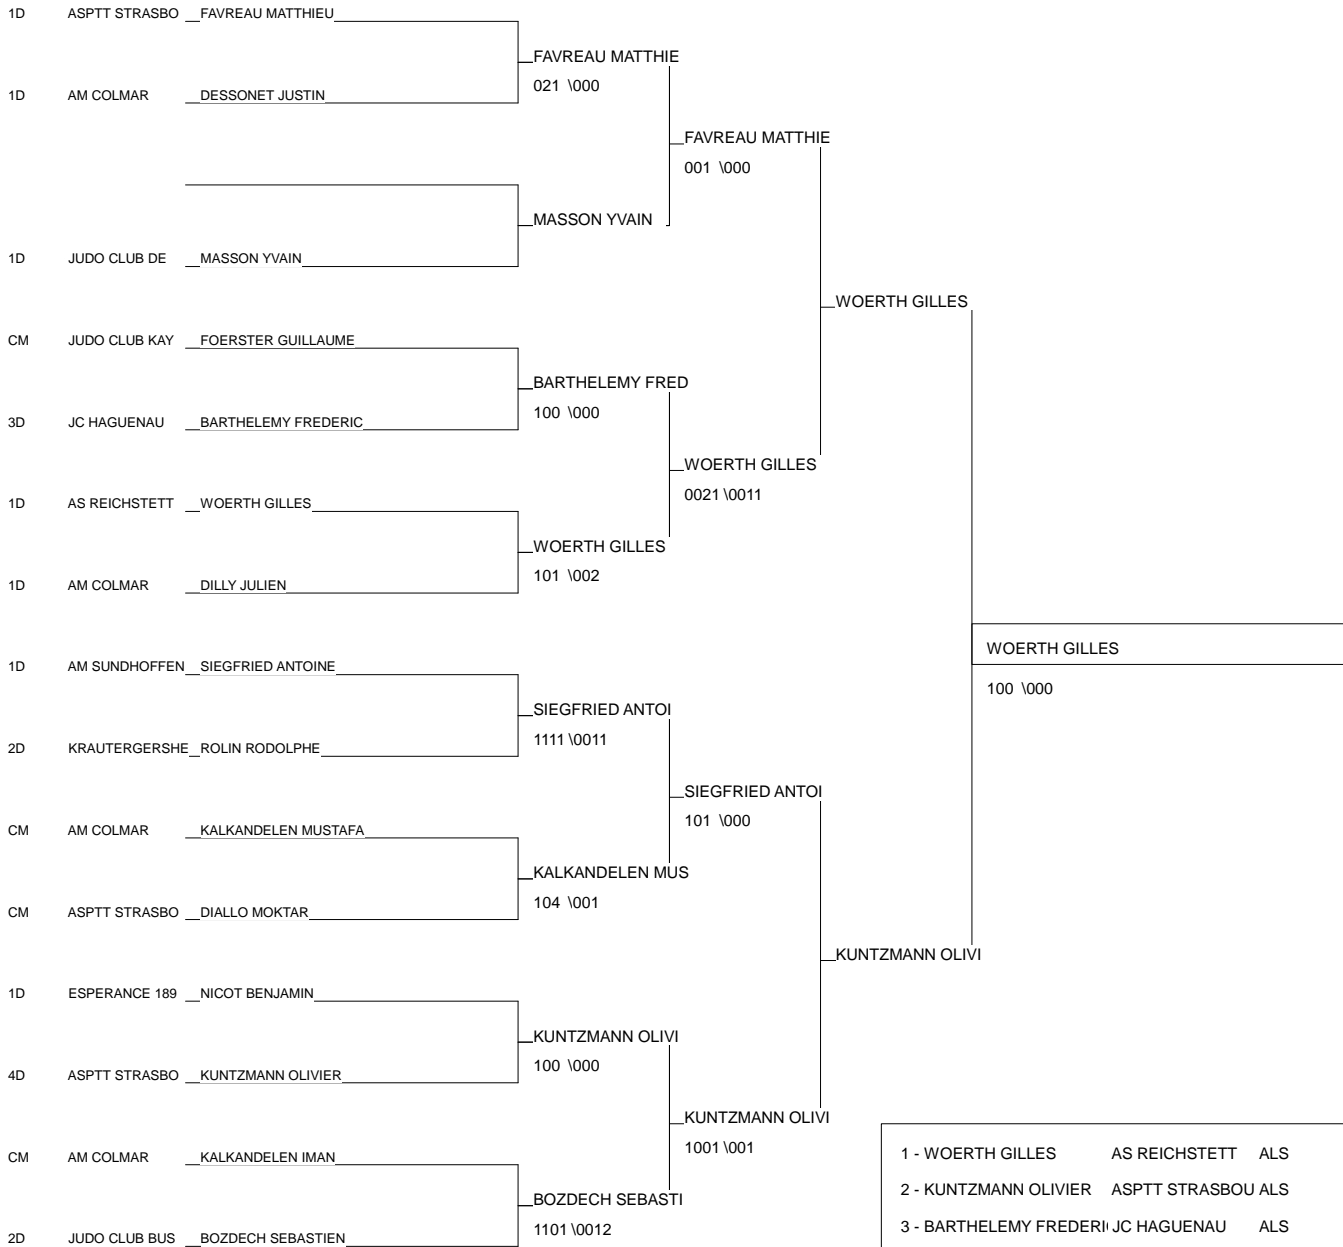 1D ASPTT STRASBO FAVREAU MATTHIEU
FAVREAU MATTHIE
021 \000
1D AM COLMAR DESSONET JUSTIN
FAVREAU MATTHIE
001 \000
MASSON YVAIN
1D JUDO CLUB DE MASSON YVAIN
WOERTH GILLES
CM JUDO CLUB KAY FOERSTER GUILLAUME
BARTHELEMY FRED
100 \000
3D JC HAGUENAU BARTHELEMY FREDERIC
WOERTH GILLES
0021 \0011
1D AS REICHSTETT WOERTH GILLES
WOERTH GILLES
101 \002
1D AM COLMAR DILLY JULIEN
WOERTH GILLES
100 \000
1D AM SUNDHOFFEN SIEGFRIED ANTOINE
SIEGFRIED ANTOI
1111 \0011
2D KRAUTERGERSHE ROLIN RODOLPHE
SIEGFRIED ANTOI
101 \000
CM AM COLMAR KALKANDELEN MUSTAFA
KALKANDELEN MUS
104 \001
CM ASPTT STRASBO DIALLO MOKTAR
KUNTZMANN OLIVI
1D ESPERANCE 189 NICOT BENJAMIN
KUNTZMANN OLIVI
100 \000
4D ASPTT STRASBO KUNTZMANN OLIVIER
KUNTZMANN OLIVI
1001 \001
CM AM COLMAR KALKANDELEN IMAN
BOZDECH SEBASTI
1101 \0012
2D JUDO CLUB BUS BOZDECH SEBASTIEN
1 - WOERTH GILLES AS REICHSTETT ALS
2 - KUNTZMANN OLIVIER ASPTT STRASBOU ALS
3 - BARTHELEMY FREDERI JC HAGUENAU ALS